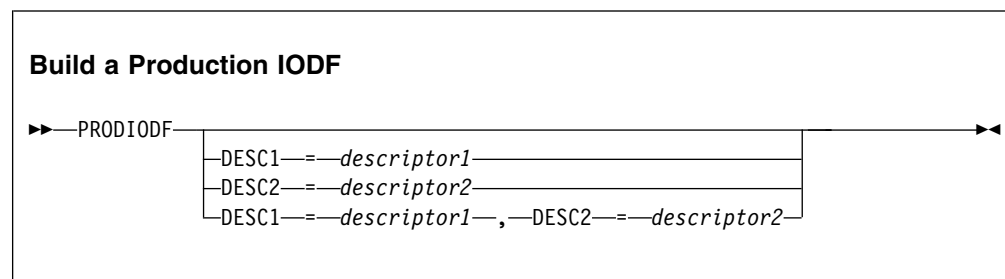 Build a Production IODF
PRODIODF
DESC1 = descriptor1
DESC2 = descriptor2
DESC1 = descriptor1 , DESC2 = descriptor2